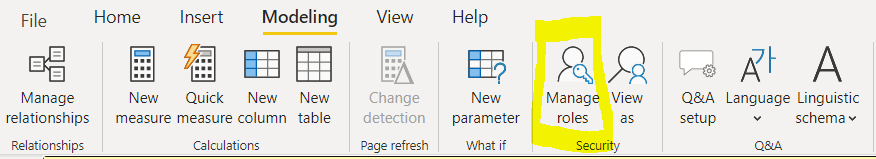 File Home Insert Modeling View Help
Manage relationships
New measure
Quick measure
New column
New table
Change detection
New parameter
Manage roles
View as
Q&A setup
Language
Linguistic schema
Relationships
Calculations
Page refresh
What if
Security
Q&A